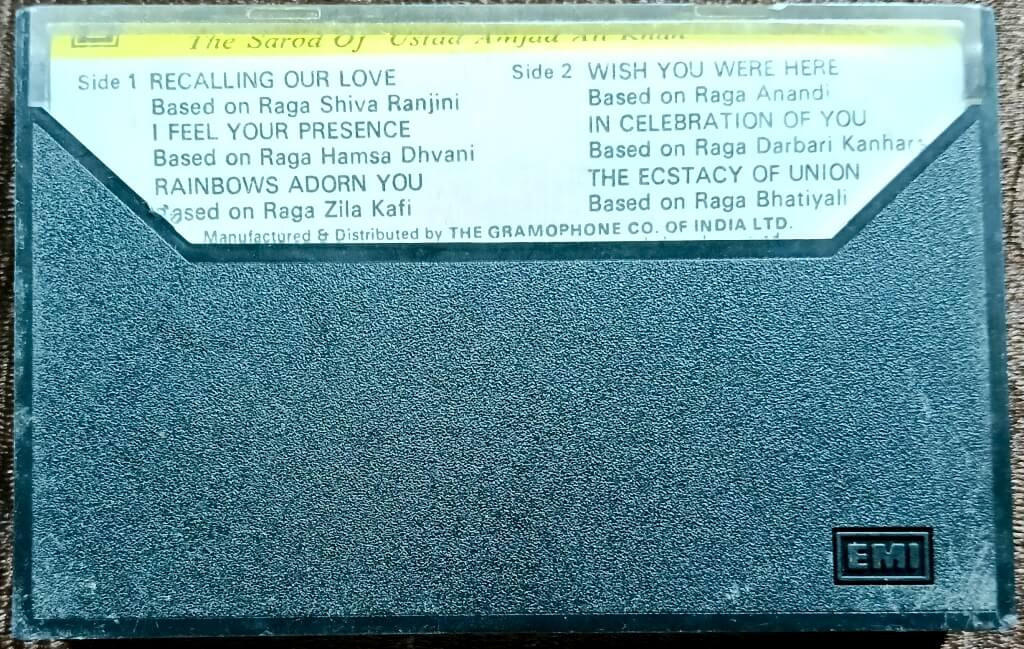 The Sarod Of Ustad Amjad Ali Khan
Side 1 RECALLING OUR LOVE
Based on Raga Shiva Ranjini
I FEEL YOUR PRESENCE
Based on Raga Hamsa Dhvani
RAINBOWS ADORN YOU
Based on Raga Zila Kafi
Side 2 WISH YOU WERE HERE
Based on Raga Anandi
IN CELEBRATION OF YOU
Based on Raga Darbari Kanhar
THE ECSTACY OF UNION
Based on Raga Bhatiyali
Manufactured & Distributed by THE GRAMOPHONE CO. OF INDIA LTD.
EMI